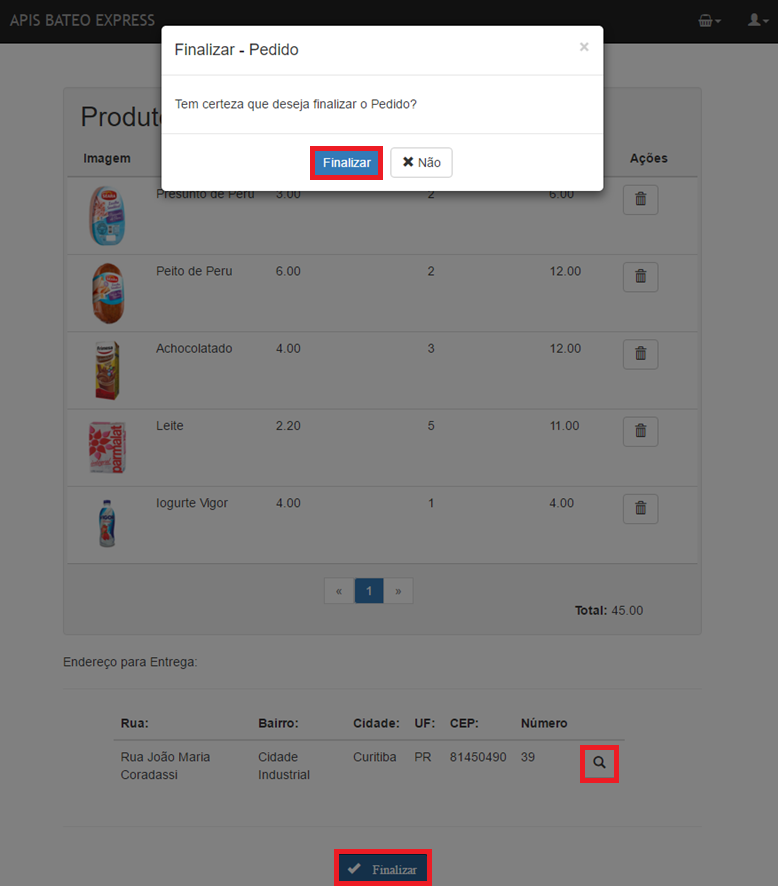 APIS BATEO EXPRESS
Finalizar - Pedido
×
Tem certeza que deseja finalizar o Pedido?
Finalizar
Não
Produto
Imagem
Ações
Presunto de Peru 3.00 2 6.00
Peito de Peru 6.00 2 12.00
Achocolatado 4.00 3 12.00
Leite 2.20 5 11.00
parmalat
Iogurte Vigor 4.00 1 4.00
« 1 »
Total: 45.00
Endereço para Entrega:
Rua: Bairro: Cidade: UF: CEP: Número
Rua João Maria Cidade Curitiba PR 81450490 39
Coradassi Industrial
Finalizar